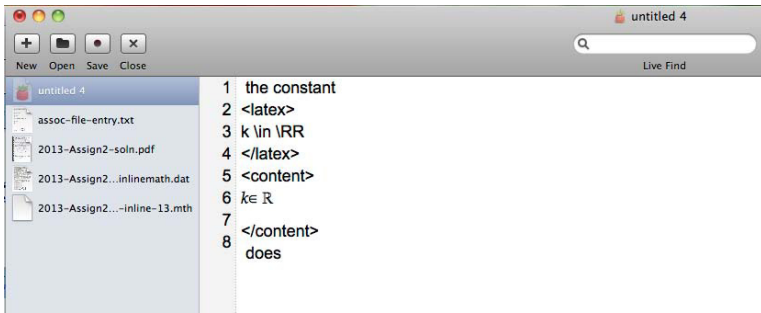 untitled 4
New Open Save Close
Live Find
untitled 4
assoc-file-entry.txt
2013-Assign2-soln.pdf
2013-Assign2...inlinemath.dat
2013-Assign2...-inline-13.mth
1 the constant
2 <latex>
3 k \in \RR
4 </latex>
5 <content>
6 k∈ ℝ
7
</content>
8 does